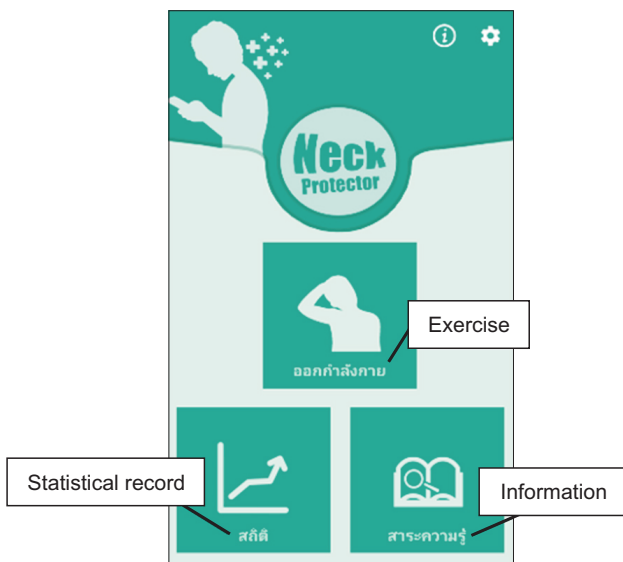 Neck
Protector
Exercise
ออกกำลังกาย
Statistical record
Information
สถิติ
สาระความรู้